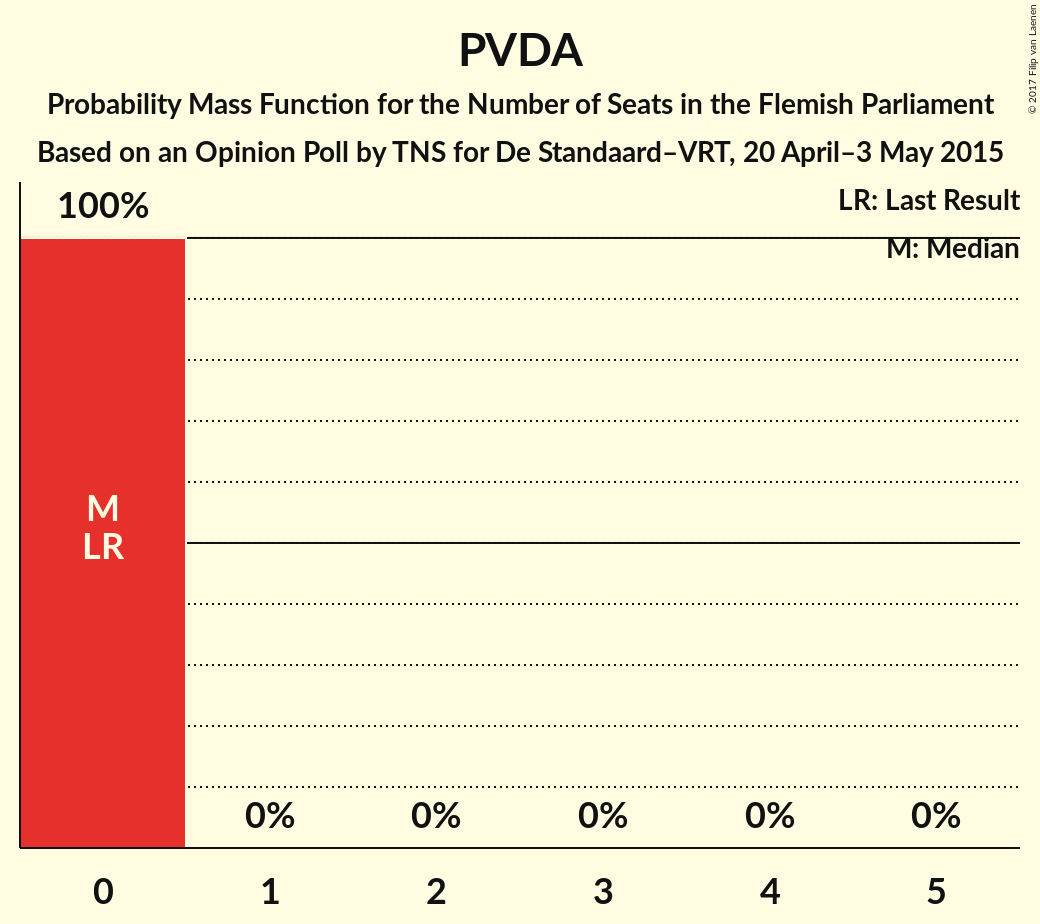 PVDA
Probability Mass Function for the Number of Seats in the Flemish Parliament
Based on an Opinion Poll by TNS for De Standaard–VRT, 20 April–3 May 2015
© 2017 Filip van Laenen
LR: Last Result
M: Median
100%
M
LR
0% 0% 0% 0% 0%
0 1 2 3 4 5